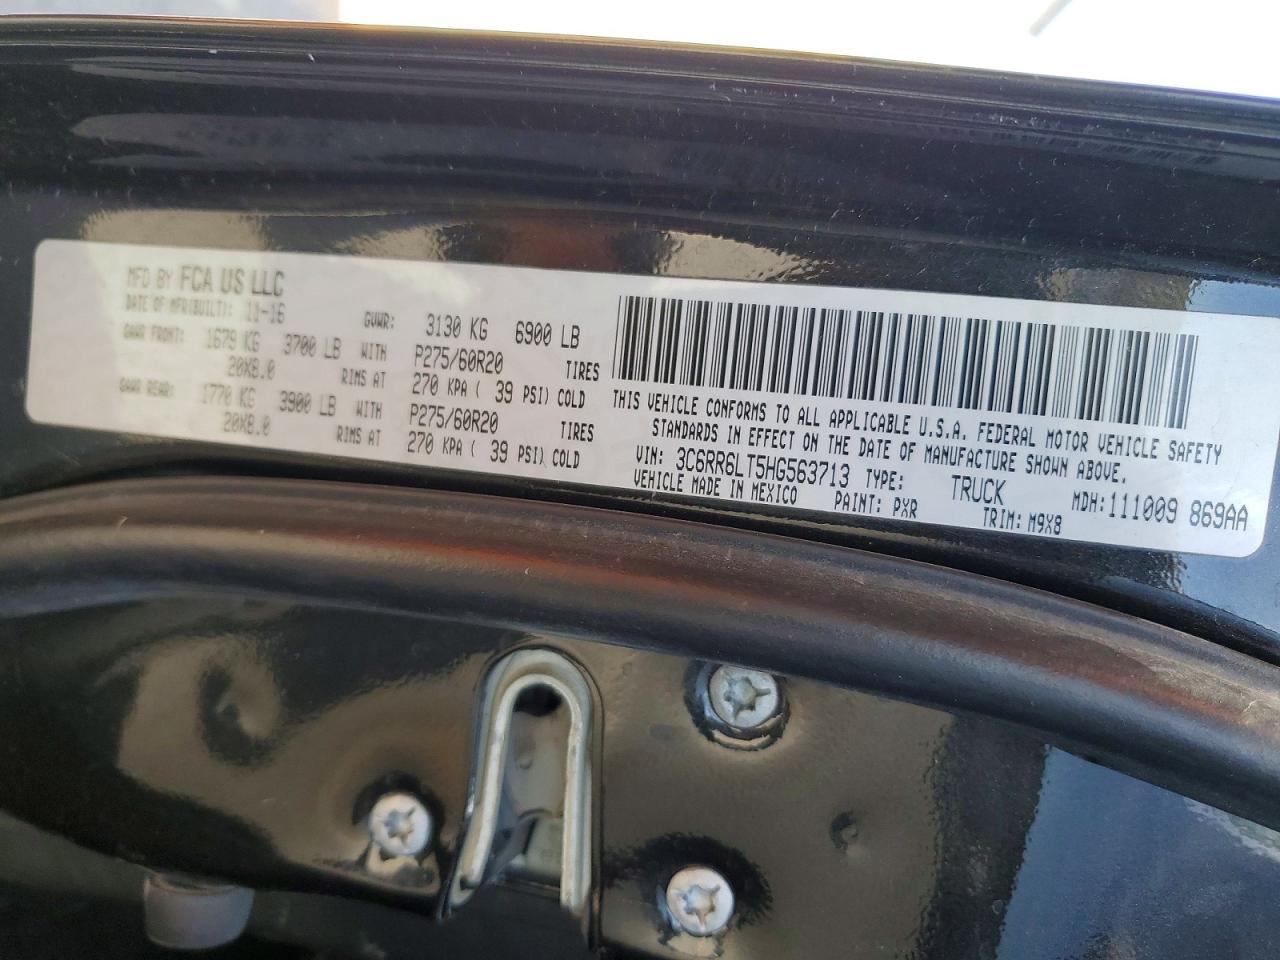 MFD BY FCA US LLC
DATE OF MFR(BUILT): 11-16 GVWR: 3130 KG 6900 LB
GAWR FRONT: 1679 KG 3700 LB WITH P275/60R20 TIRES
20X8.0 RIMS AT 270 KPA ( 39 PSI) COLD
GAWR REAR: 1770 KG 3900 LB WITH P275/60R20 TIRES
20X8.0 RIMS AT 270 KPA ( 39 PSI) COLD
THIS VEHICLE CONFORMS TO ALL APPLICABLE U.S.A. FEDERAL MOTOR VEHICLE SAFETY
STANDARDS IN EFFECT ON THE DATE OF MANUFACTURE SHOWN ABOVE.
VIN: 3C6RR6LT5HG563713 TYPE: TRUCK MDH:111009 869AA
VEHICLE MADE IN MEXICO PAINT: PXR TRIM: M9X8